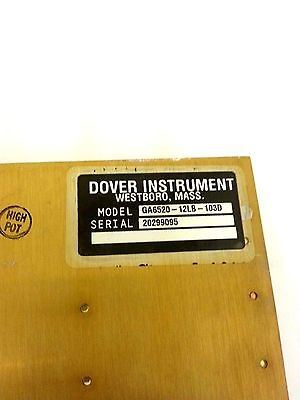 DOVER INSTRUMENT
WESTBORO, MASS.
MODEL GA6520-12LB-103D
SERIAL 20299095
HIGH
POT